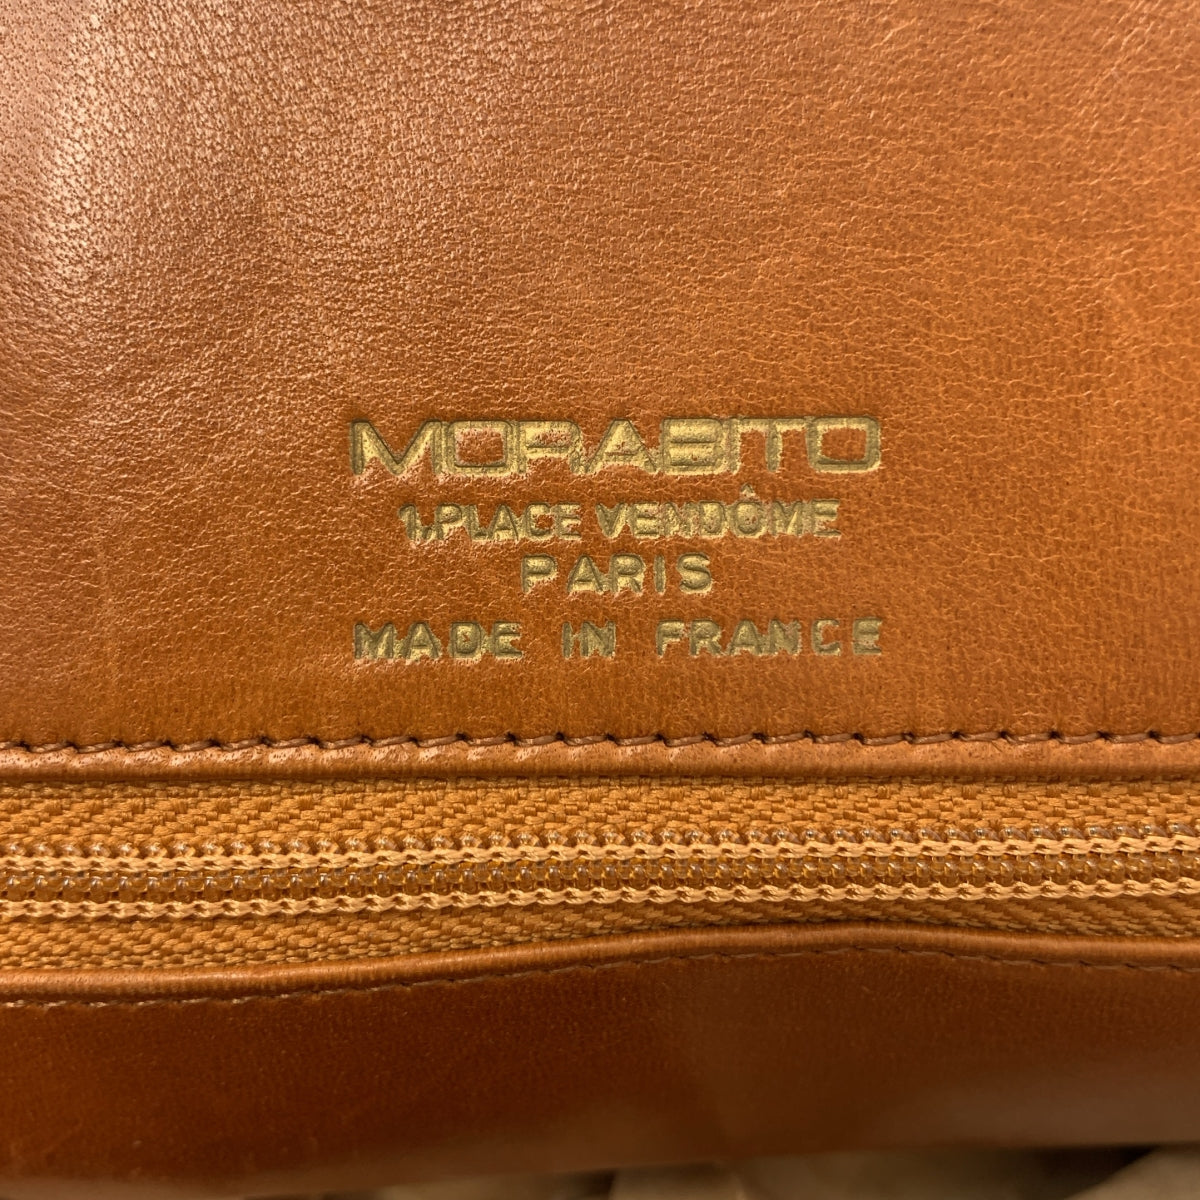 MORABITO
1, PLACE VENDÔME
PARIS
MADE IN FRANCE